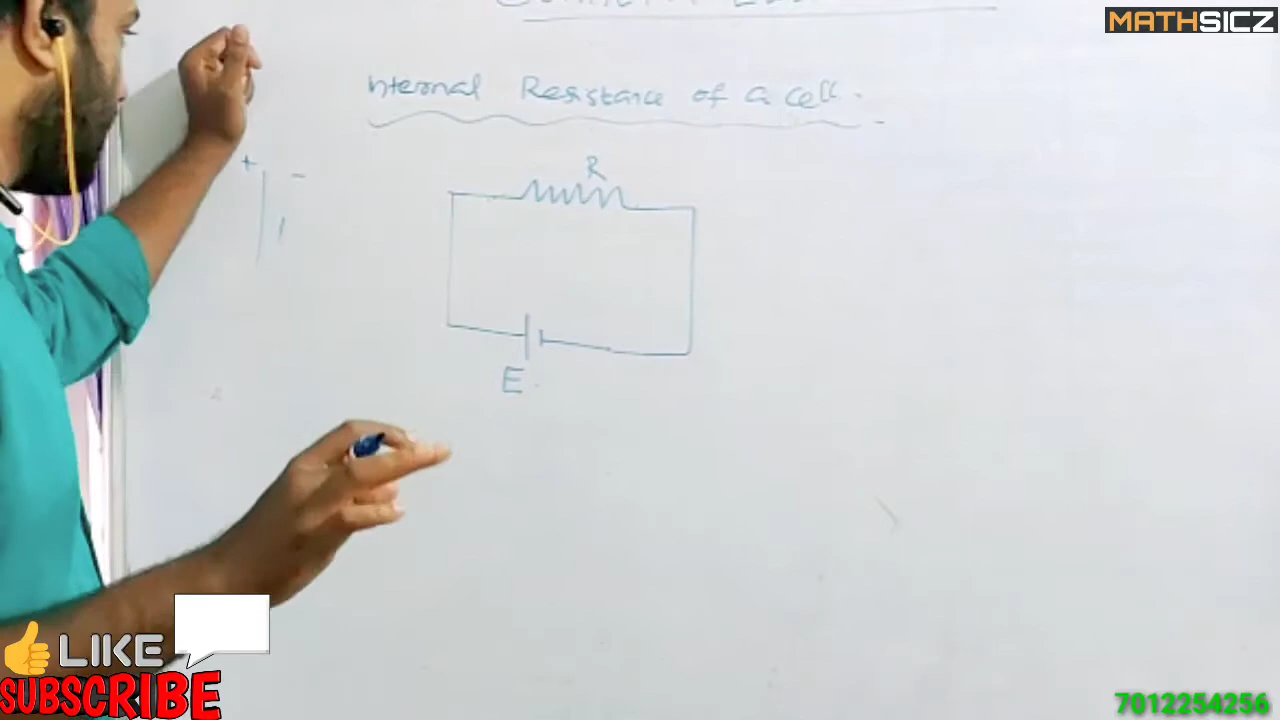 MATHSICZ
Internal Resistance of a cell.
R
+ -
E
LIKE
SUBSCRIBE
7012254256